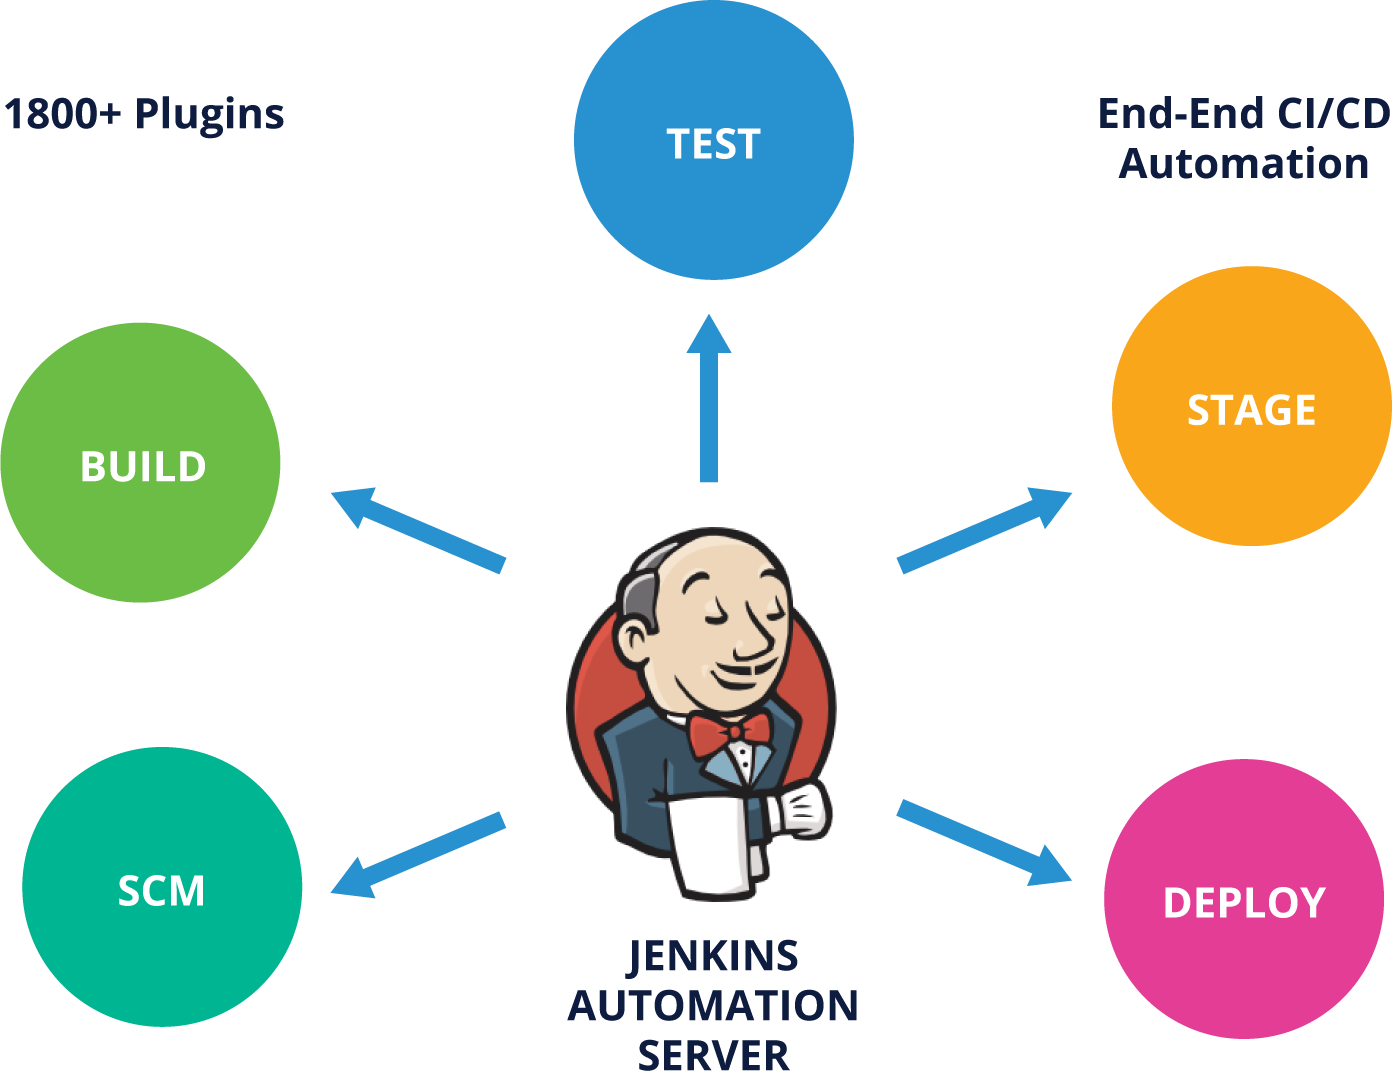 1800+ Plugins
TEST
End-End CI/CD
Automation
BUILD
STAGE
SCM
DEPLOY
JENKINS
AUTOMATION
SERVER